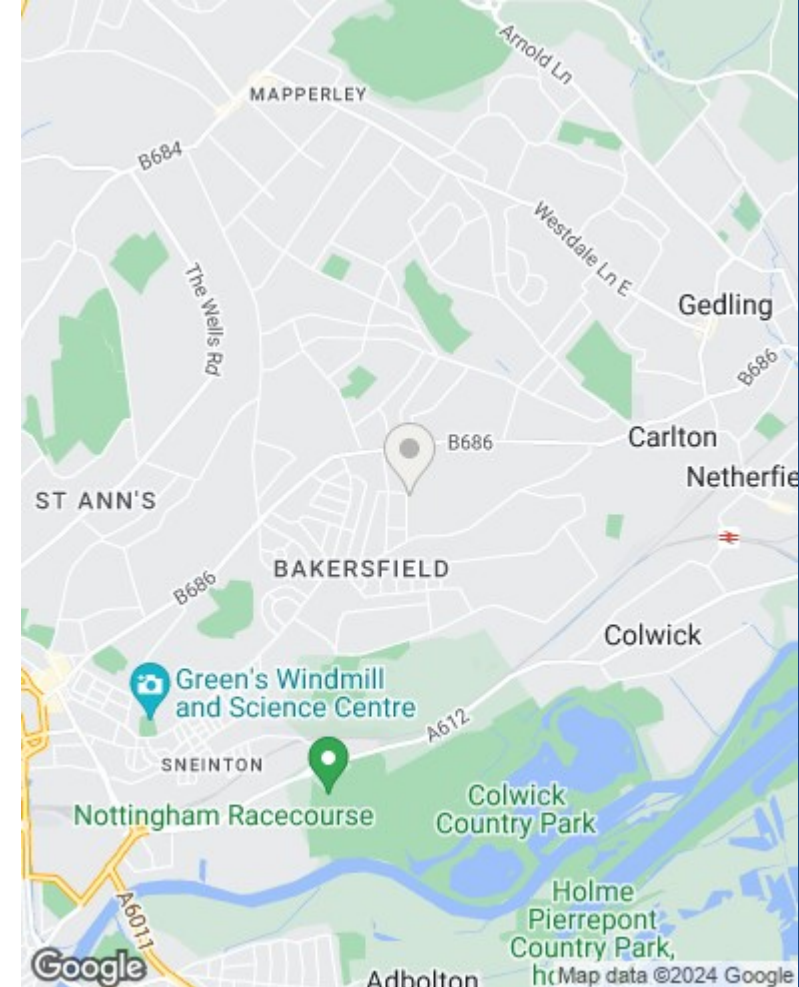 Arnold Ln
MAPPERLEY
B684
Westdale Ln E
The Wells Rd
Gedling
B686
B686
Carlton
Netherfie
ST ANN'S
BAKERSFIELD
B686
Colwick
Green's Windmill
and Science Centre
A612
SNEINTON
Nottingham Racecourse
Colwick
Country Park
Holme
Pierrepont
Country Park,
A6011
Adbolton
Google
Map data ©2024 Google